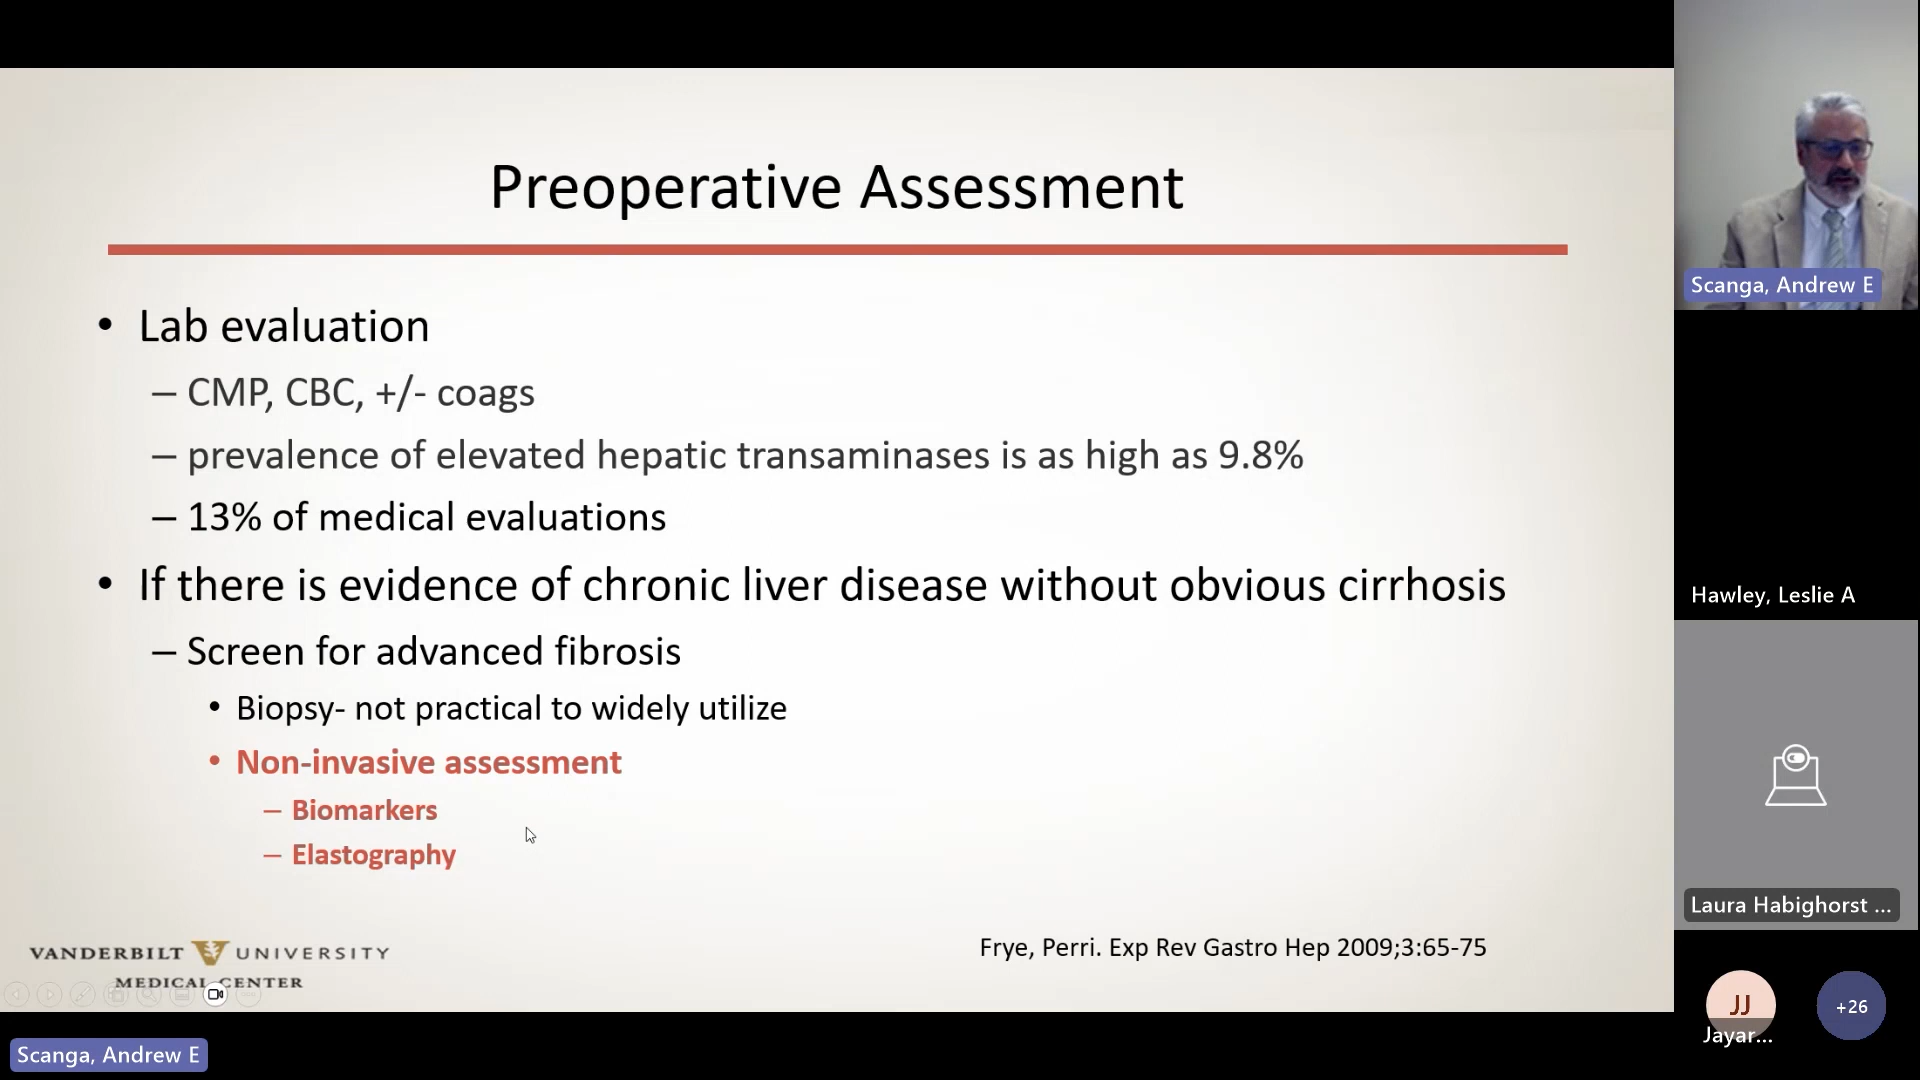 Preoperative Assessment
• Lab evaluation
– CMP, CBC, +/- coags
– prevalence of elevated hepatic transaminases is as high as 9.8%
– 13% of medical evaluations
• If there is evidence of chronic liver disease without obvious cirrhosis
– Screen for advanced fibrosis
• Biopsy- not practical to widely utilize
• Non-invasive assessment
– Biomarkers
– Elastography
Frye, Perri. Exp Rev Gastro Hep 2009;3:65-75
VANDERBILT UNIVERSITY
MEDICAL CENTER
Scanga, Andrew E
Scanga, Andrew E
Hawley, Leslie A
Laura Habighorst ...
JJ
Jayar...
+26